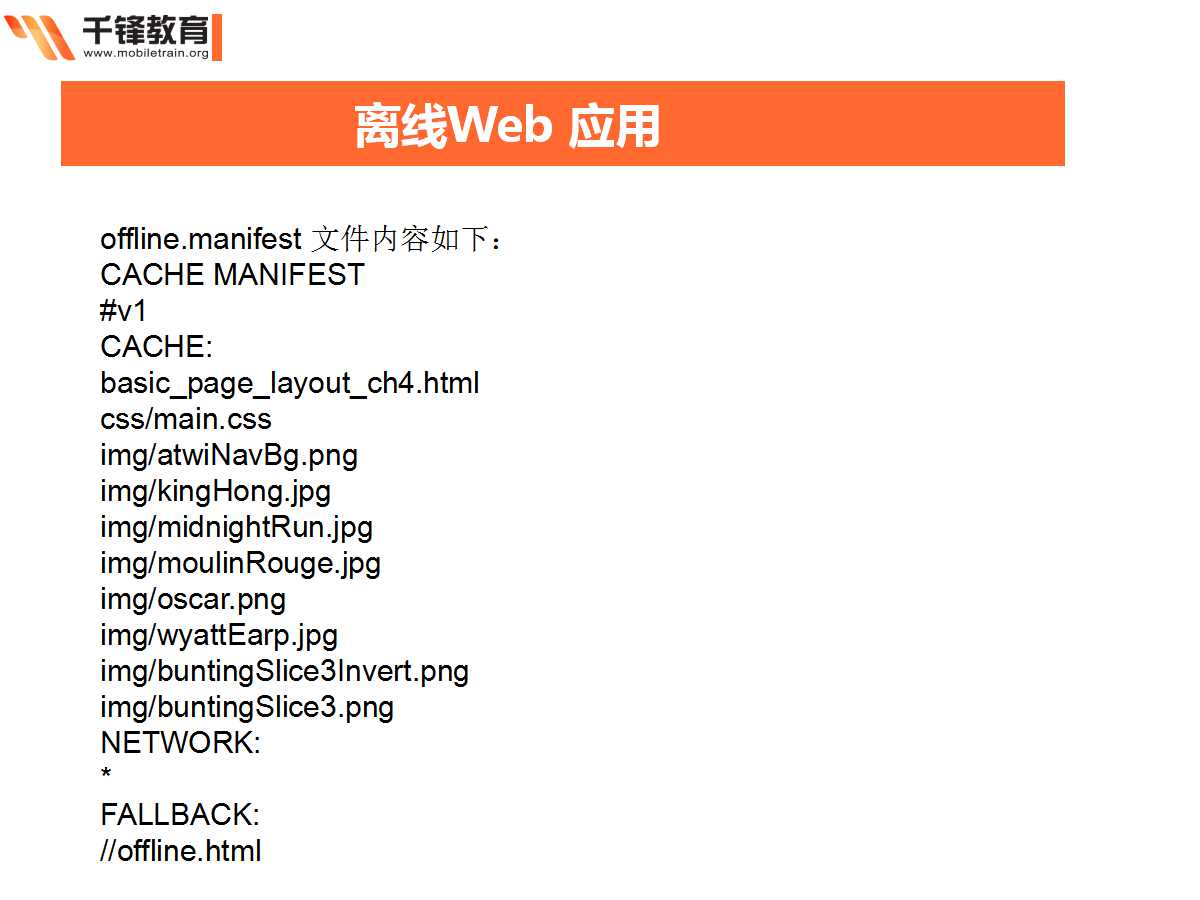 千锋教育
www.mobiletrain.org
离线Web 应用
offline.manifest 文件内容如下：
CACHE MANIFEST
#v1
CACHE:
basic_page_layout_ch4.html
css/main.css
img/atwiNavBg.png
img/kingHong.jpg
img/midnightRun.jpg
img/moulinRouge.jpg
img/oscar.png
img/wyattEarp.jpg
img/buntingSlice3Invert.png
img/buntingSlice3.png
NETWORK:
*
FALLBACK:
//offline.html